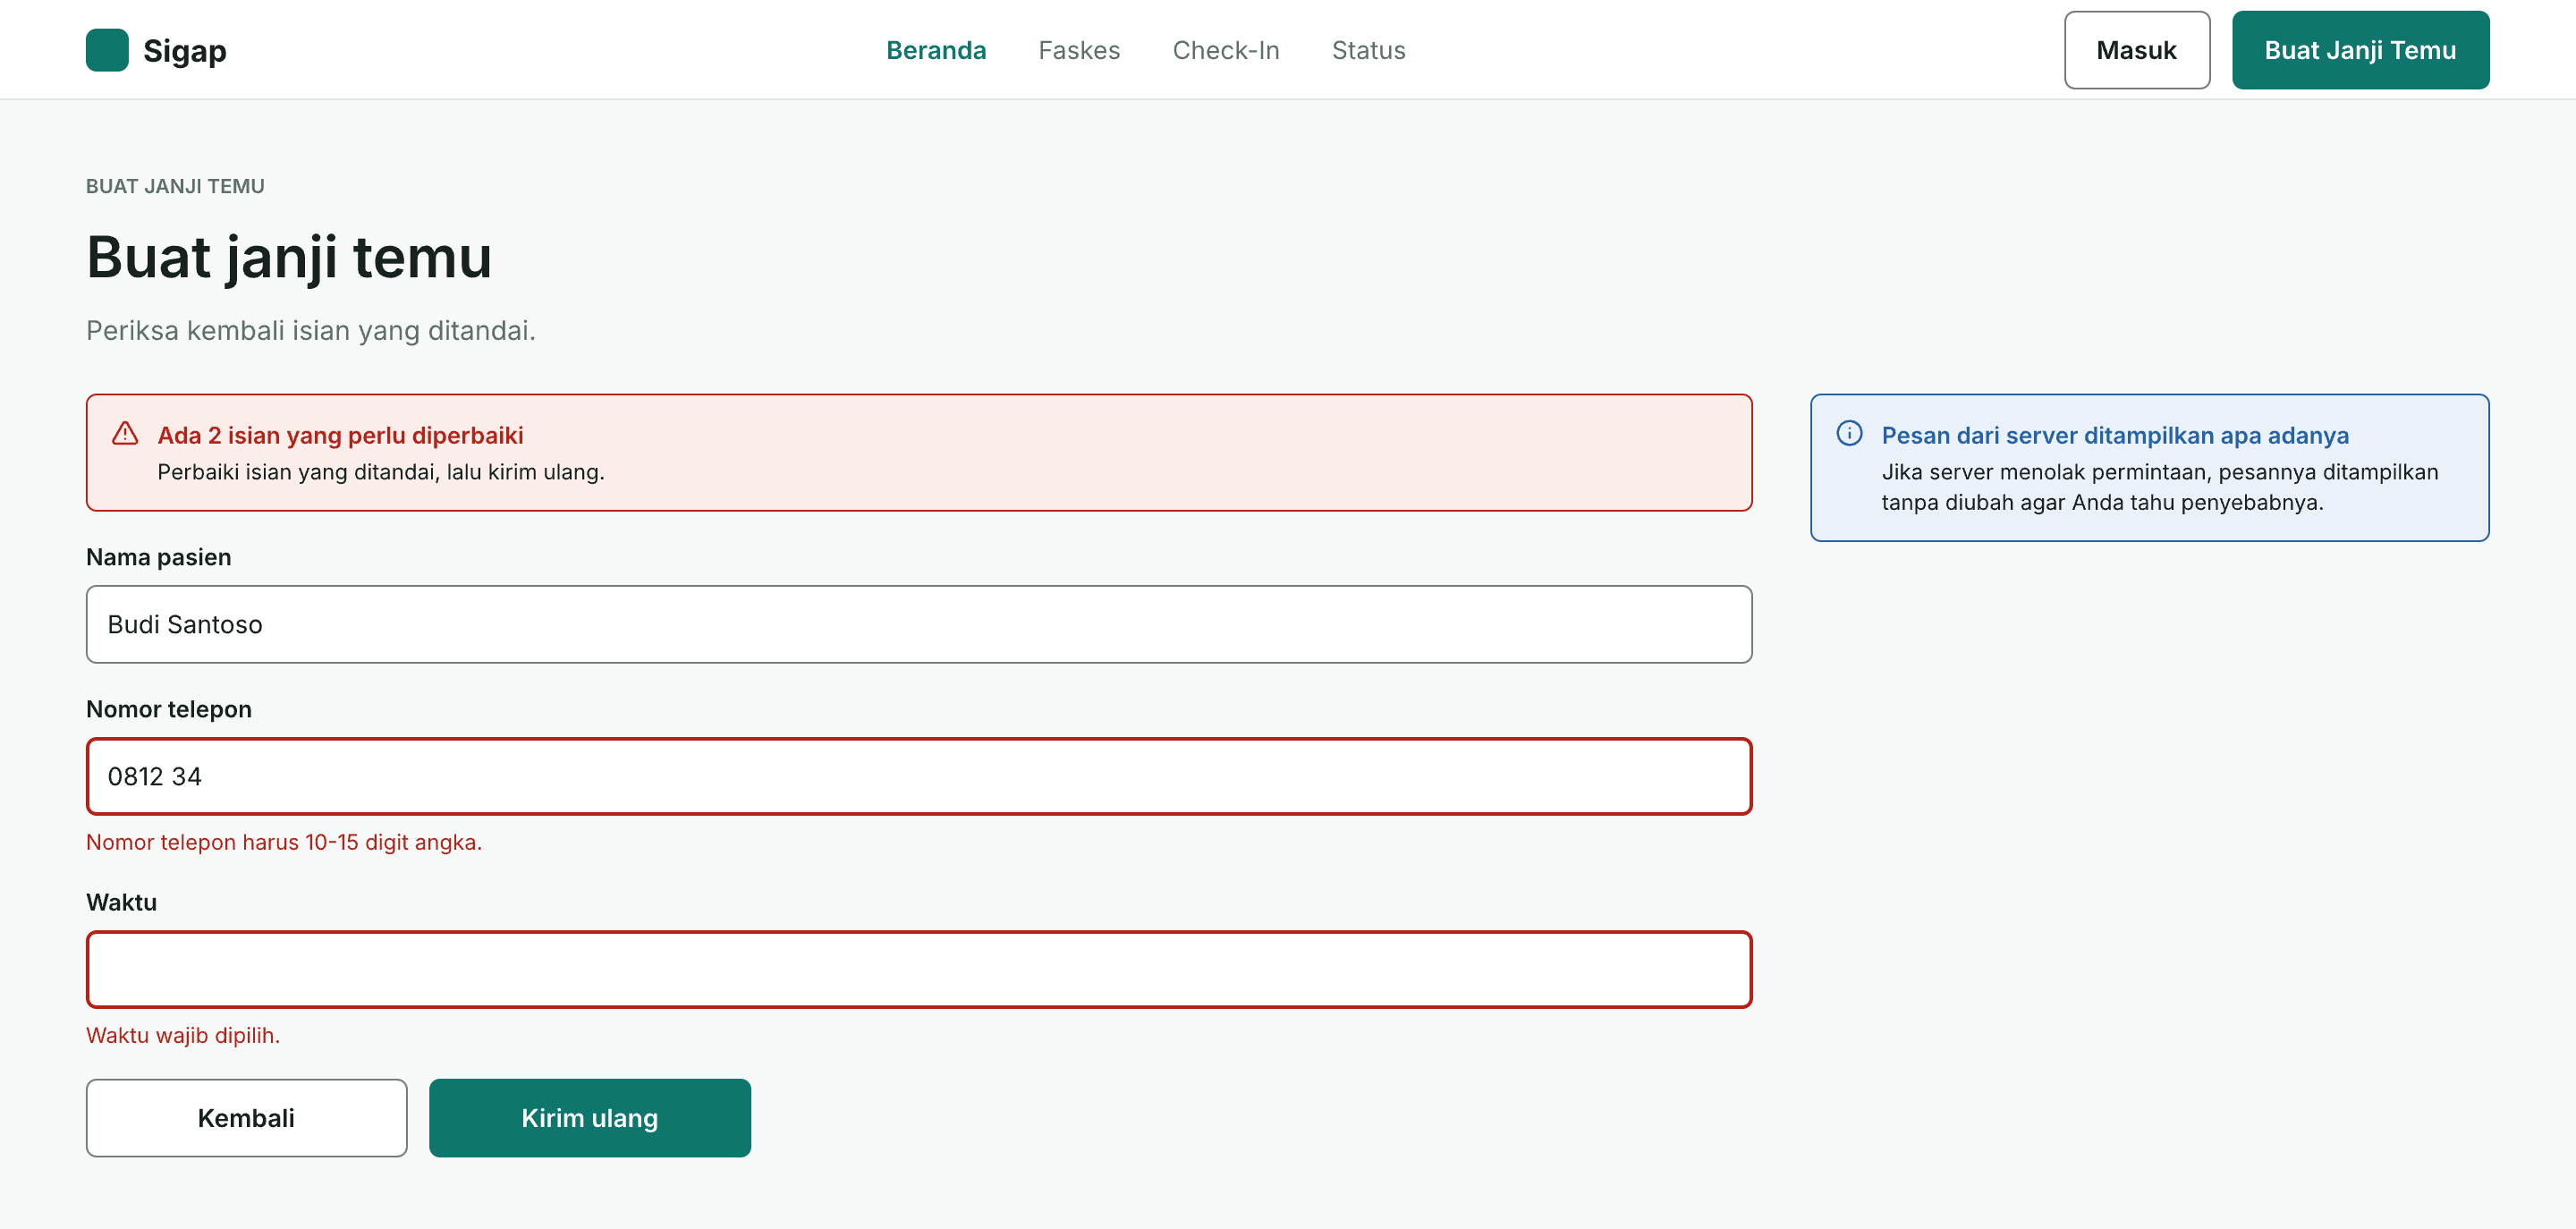 Sigap
Beranda
Faskes
Check-In
Status
Masuk
Buat Janji Temu
BUAT JANJI TEMU
Buat janji temu
Periksa kembali isian yang ditandai.
Ada 2 isian yang perlu diperbaiki
Perbaiki isian yang ditandai, lalu kirim ulang.
Pesan dari server ditampilkan apa adanya
Jika server menolak permintaan, pesannya ditampilkan
tanpa diubah agar Anda tahu penyebabnya.
Nama pasien
Budi Santoso
Nomor telepon
0812 34
Nomor telepon harus 10-15 digit angka.
Waktu
Waktu wajib dipilih.
Kembali
Kirim ulang